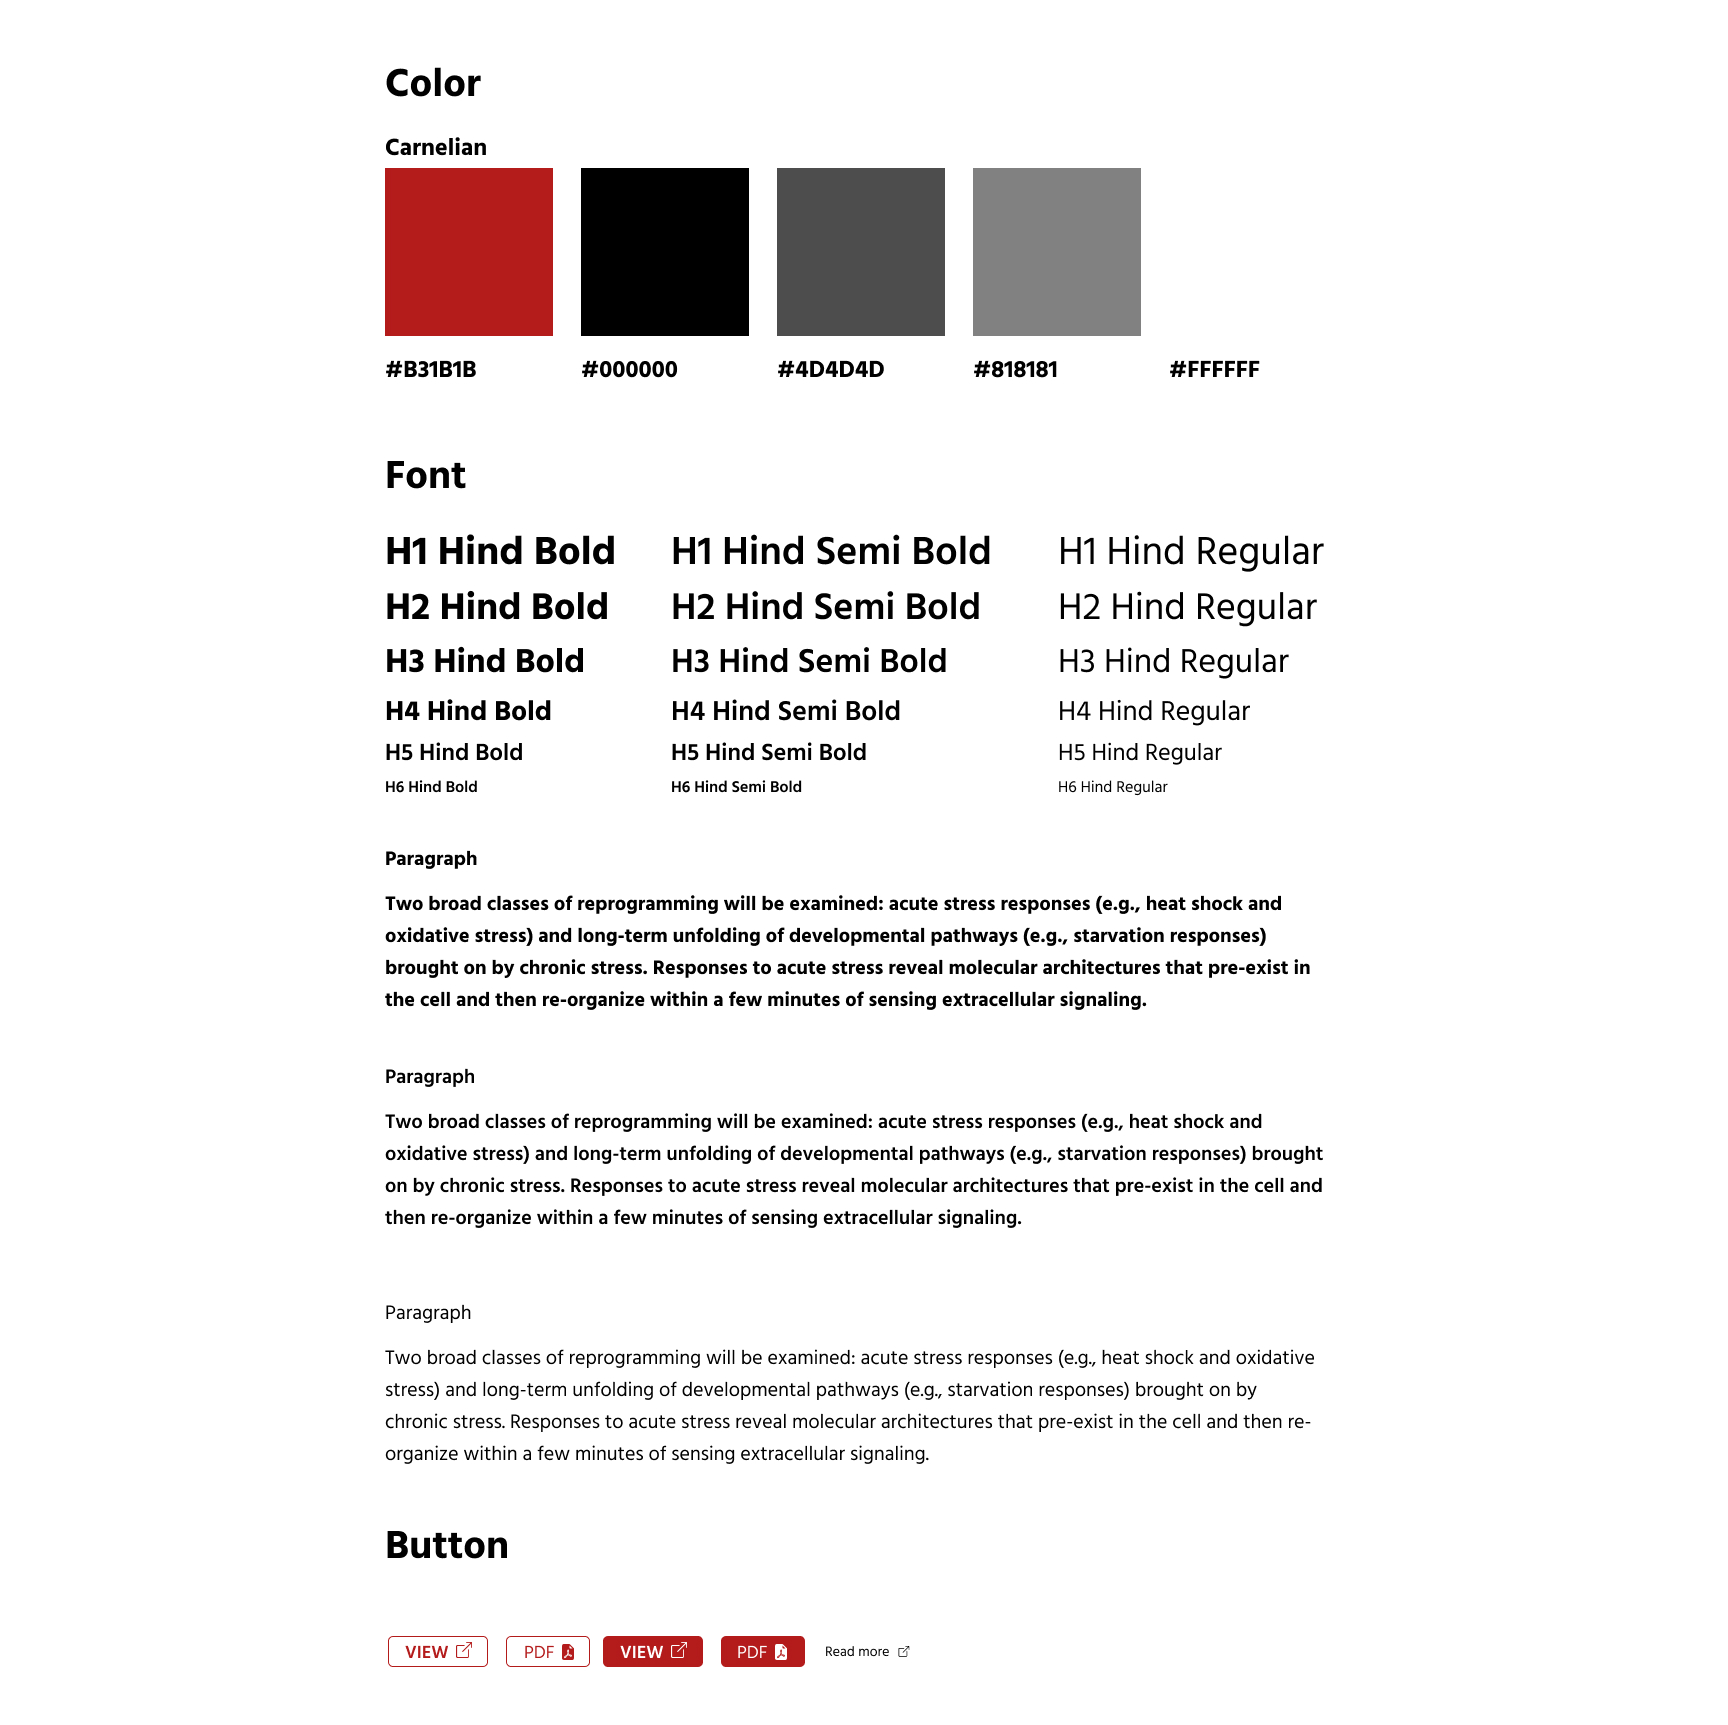 Color
Carnelian
#B31B1B #000000 #4D4D4D #818181 #FFFFFF
Font
H1 Hind Bold H1 Hind Semi Bold H1 Hind Regular
H2 Hind Bold H2 Hind Semi Bold H2 Hind Regular
H3 Hind Bold H3 Hind Semi Bold H3 Hind Regular
H4 Hind Bold H4 Hind Semi Bold H4 Hind Regular
H5 Hind Bold H5 Hind Semi Bold H5 Hind Regular
H6 Hind Bold H6 Hind Semi Bold H6 Hind Regular
Paragraph
Two broad classes of reprogramming will be examined: acute stress responses (e.g., heat shock and
oxidative stress) and long-term unfolding of developmental pathways (e.g., starvation responses)
brought on by chronic stress. Responses to acute stress reveal molecular architectures that pre-exist in
the cell and then re-organize within a few minutes of sensing extracellular signaling.
Paragraph
Two broad classes of reprogramming will be examined: acute stress responses (e.g., heat shock and
oxidative stress) and long-term unfolding of developmental pathways (e.g., starvation responses) brought
on by chronic stress. Responses to acute stress reveal molecular architectures that pre-exist in the cell and
then re-organize within a few minutes of sensing extracellular signaling.
Paragraph
Two broad classes of reprogramming will be examined: acute stress responses (e.g., heat shock and oxidative
stress) and long-term unfolding of developmental pathways (e.g., starvation responses) brought on by
chronic stress. Responses to acute stress reveal molecular architectures that pre-exist in the cell and then re-
organize within a few minutes of sensing extracellular signaling.
Button
VIEW PDF VIEW PDF Read more